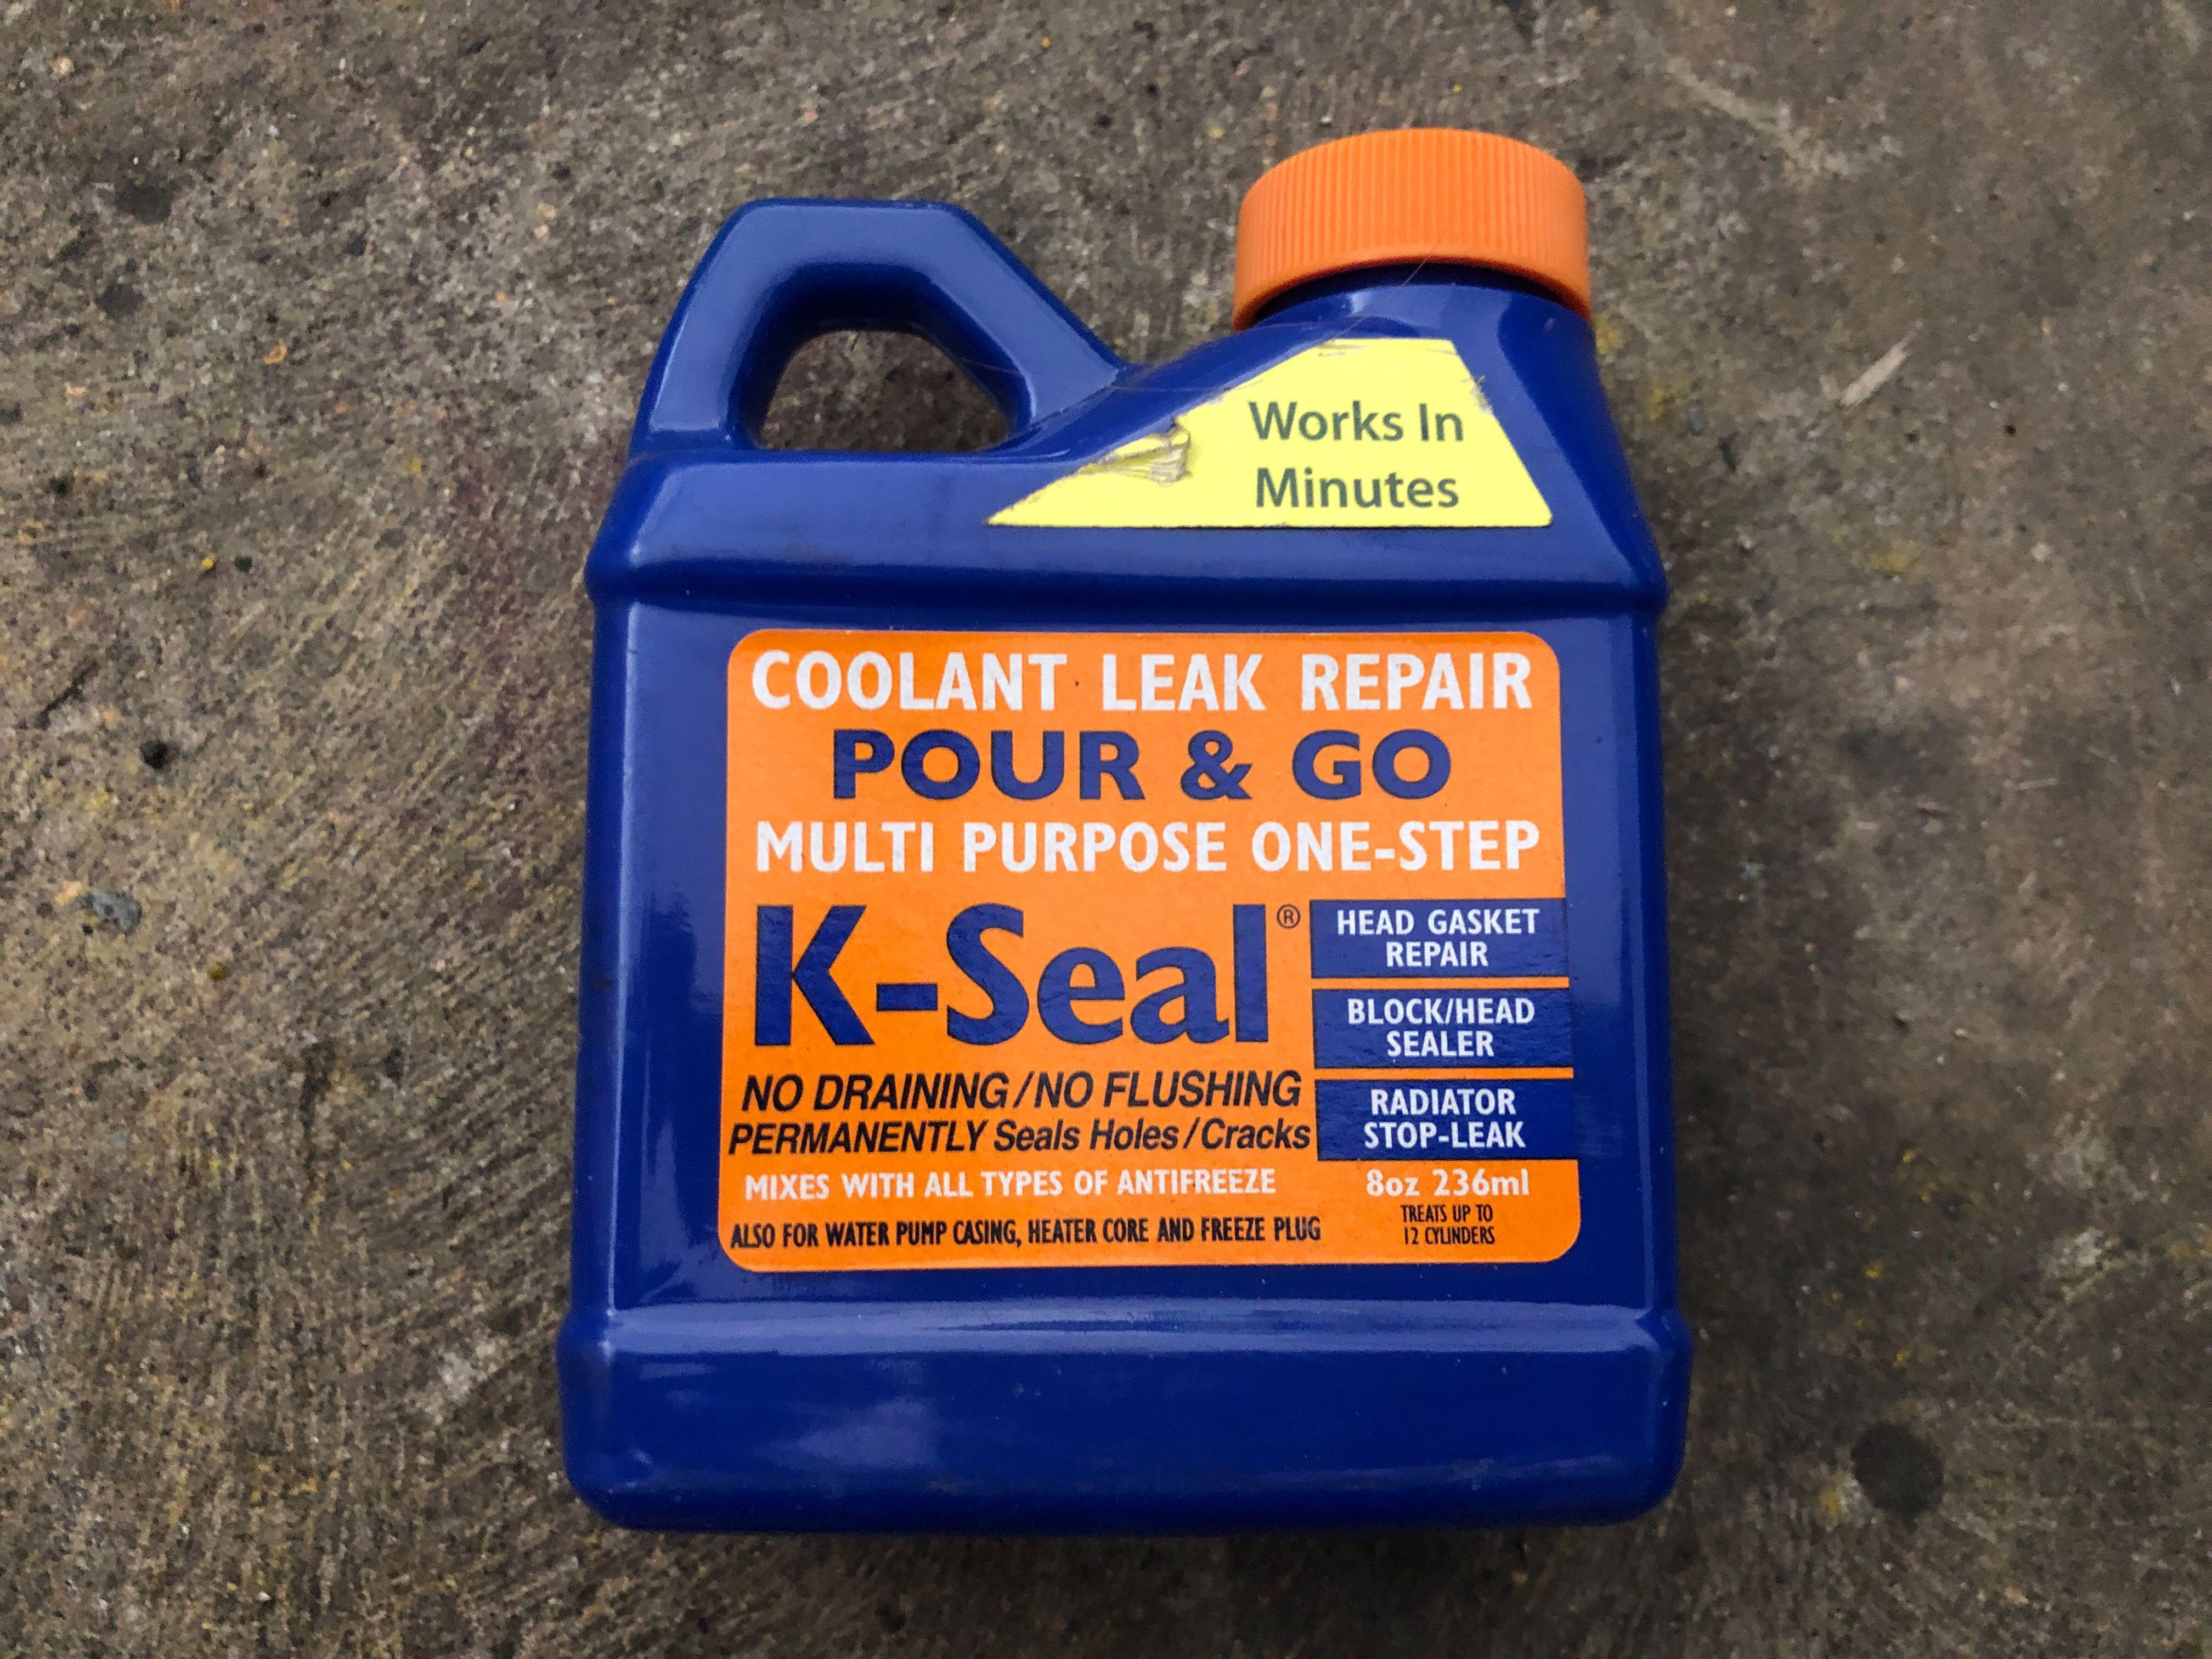 Works In
Minutes
COOLANT LEAK REPAIR
POUR & GO
MULTI PURPOSE ONE-STEP
K-Seal®
HEAD GASKET
REPAIR
BLOCK/HEAD
SEALER
RADIATOR
STOP-LEAK
NO DRAINING/NO FLUSHING
PERMANENTLY Seals Holes/Cracks
MIXES WITH ALL TYPES OF ANTIFREEZE
8oz 236ml
ALSO FOR WATER PUMP CASING, HEATER CORE AND FREEZE PLUG
TREATS UP TO
12 CYLINDERS